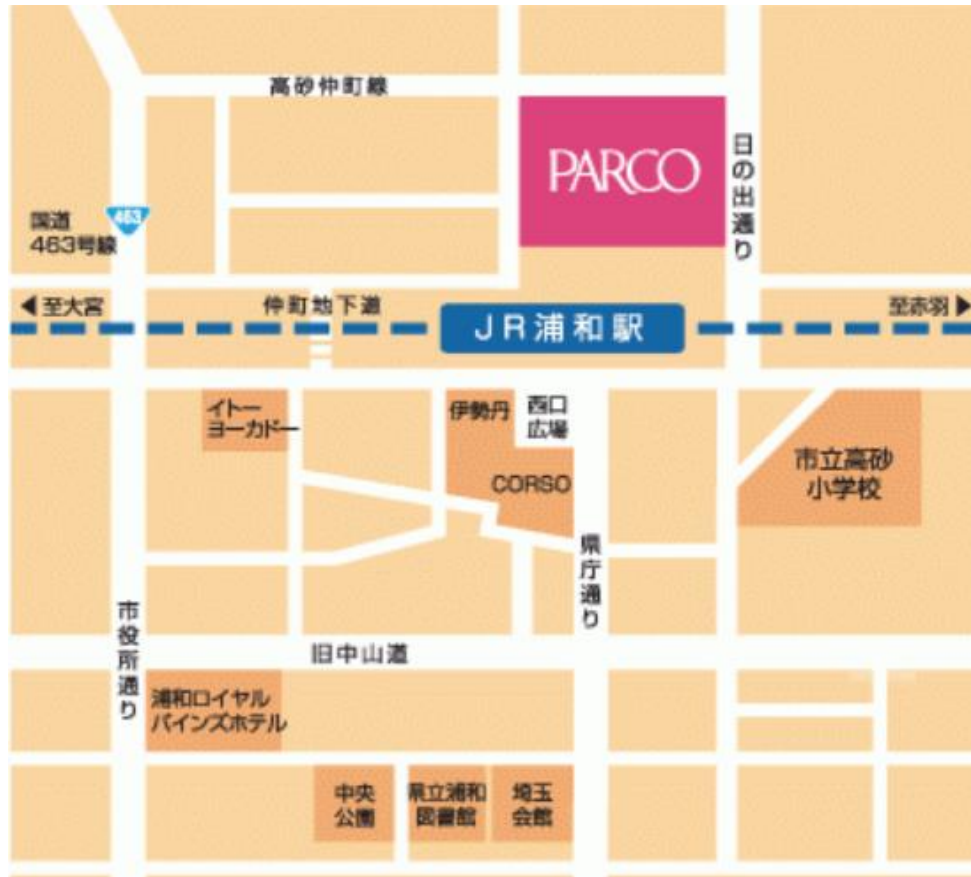 高砂仲町線
PARCO
日の出通り
463
国道
463号線
至大宮
仲町地下道
JR浦和駅
至赤羽
イトー
ヨーカドー
伊勢丹
西口
広場
CORSO
市立高砂
小学校
県庁通り
市役所通り
旧中山道
浦和ロイヤル
パインズホテル
中央
公園
県立浦和
図書館
埼玉
会館